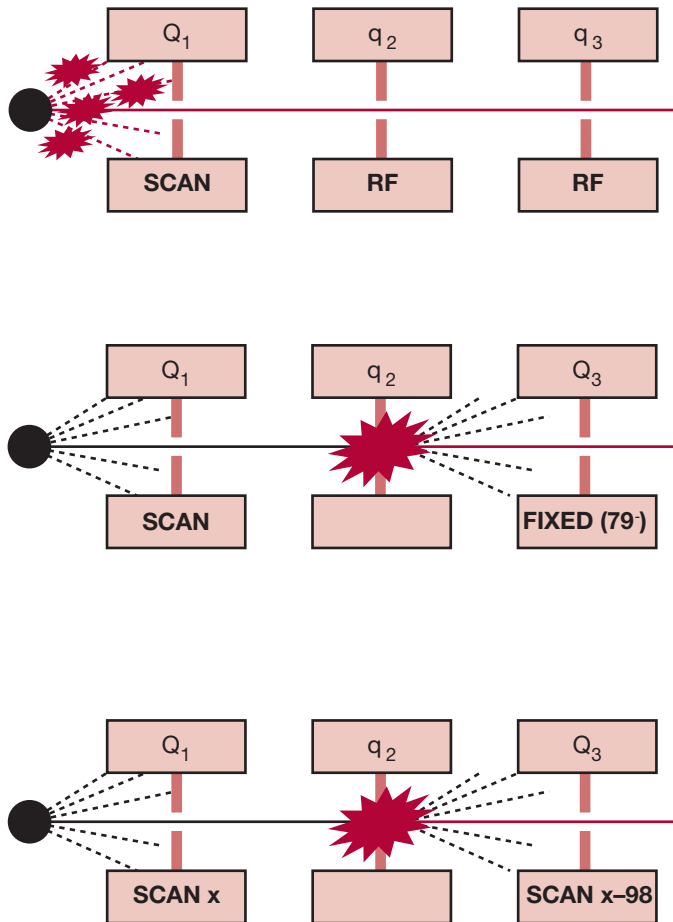 Q₁ q₂ q₃
SCAN RF RF
Q₁ q₂ Q₃
SCAN FIXED (79⁻)
Q₁ q₂ Q₃
SCAN x SCAN x–98